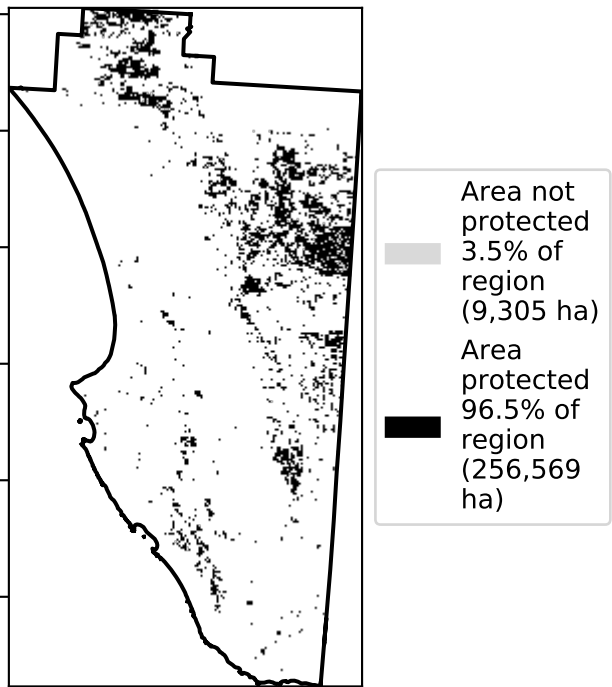 Area not
protected
3.5% of
region
(9,305 ha)
Area
protected
96.5% of
region
(256,569
ha)